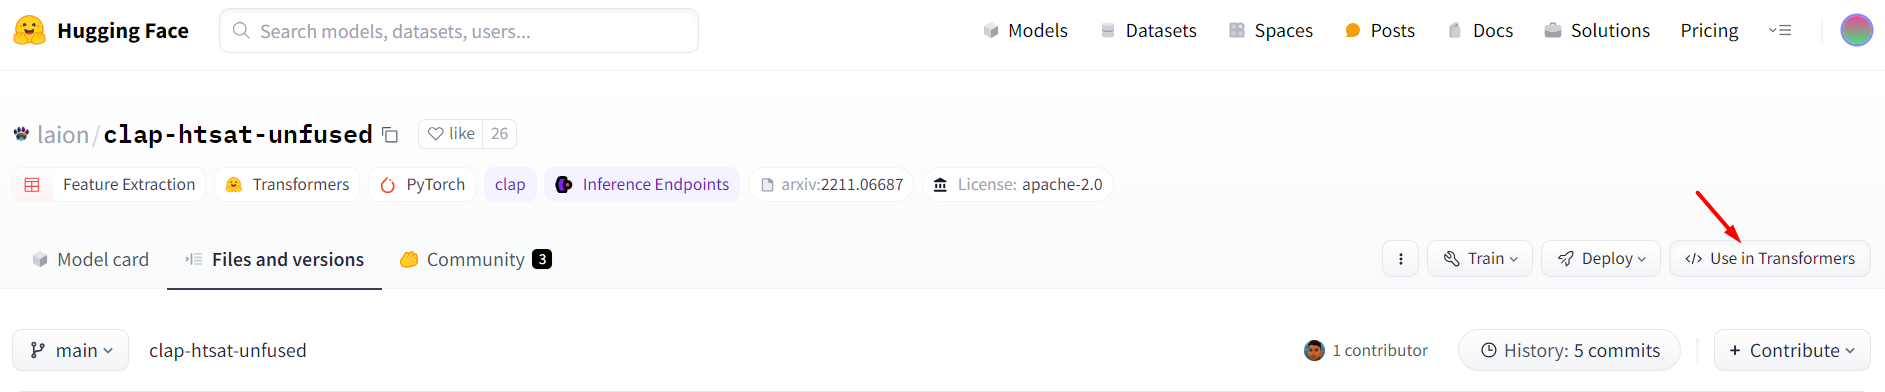 Hugging Face Search models, datasets, users... Models Datasets Spaces Posts Docs Solutions Pricing
laion/clap-htsat-unfused like 26
Feature Extraction Transformers PyTorch clap Inference Endpoints arxiv:2211.06687 License: apache-2.0
Model card Files and versions Community 3 Train Deploy </> Use in Transformers
main clap-htsat-unfused 1 contributor History: 5 commits + Contribute